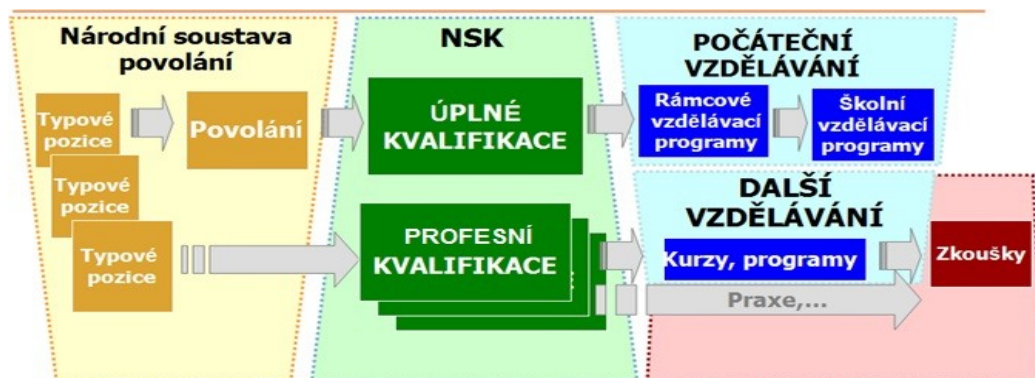 Národní soustava
povolání
Typové
pozice
Typové
pozice
Typové
pozice
Povolání
NSK
ÚPLNÉ
KVALIFIKACE
PROFESNÍ
KVALIFIKACE
POČÁTEČNÍ
VZDĚLÁVÁNÍ
Rámcové
vzdělávací
programy
Školní
vzdělávací
programy
DALŠÍ
VZDĚLÁVÁNÍ
Kurzy, programy
Praxe,...
Zkoušky